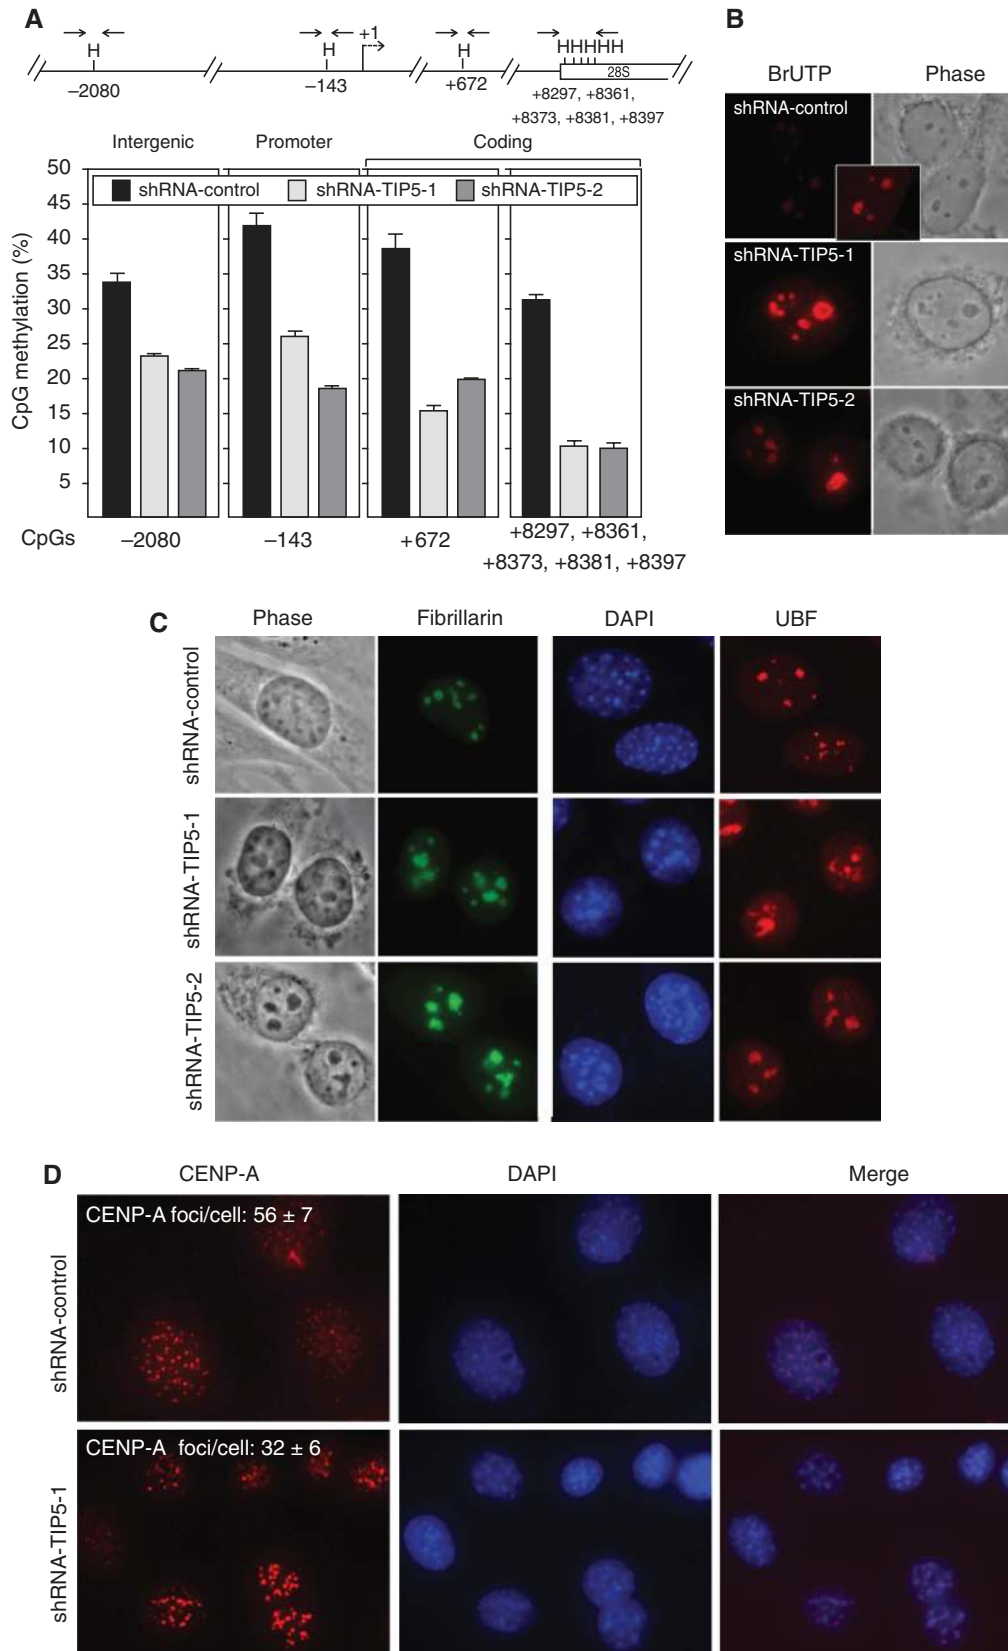 A
H
H
+1
H
HHHHHH
28S
−2080
−143
+672
+8297, +8361,
+8373, +8381, +8397
Intergenic
Promoter
Coding
shRNA-control
shRNA-TIP5-1
shRNA-TIP5-2
CpG methylation (%)
50
45
40
35
30
25
20
15
10
5
CpGs
−2080
−143
+672
+8297, +8361,
+8373, +8381, +8397
B
BrUTP
Phase
shRNA-control
shRNA-TIP5-1
shRNA-TIP5-2
C
Phase
Fibrillarin
DAPI
UBF
shRNA-control
shRNA-TIP5-1
shRNA-TIP5-2
D
CENP-A
DAPI
Merge
shRNA-control
CENP-A foci/cell: 56 ± 7
shRNA-TIP5-1
CENP-A foci/cell: 32 ± 6